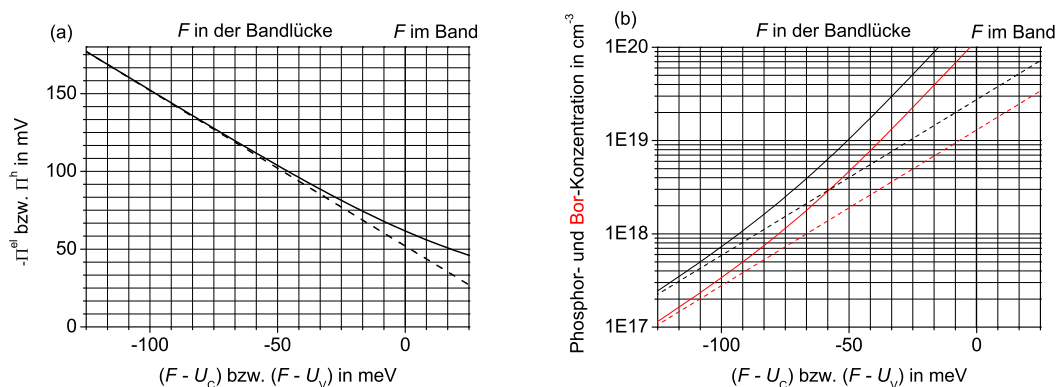 (a)
F in der Bandlücke
F im Band
150
100
50
0
-Π^el bzw. Π^h in mV
-100
-50
0
(F - U_C) bzw. (F - U_V) in meV
(b)
F in der Bandlücke
F im Band
1E20
1E19
1E18
1E17
Phosphor- und Bor-Konzentration in cm^-3
-100
-50
0
(F - U_C) bzw. (F - U_V) in meV